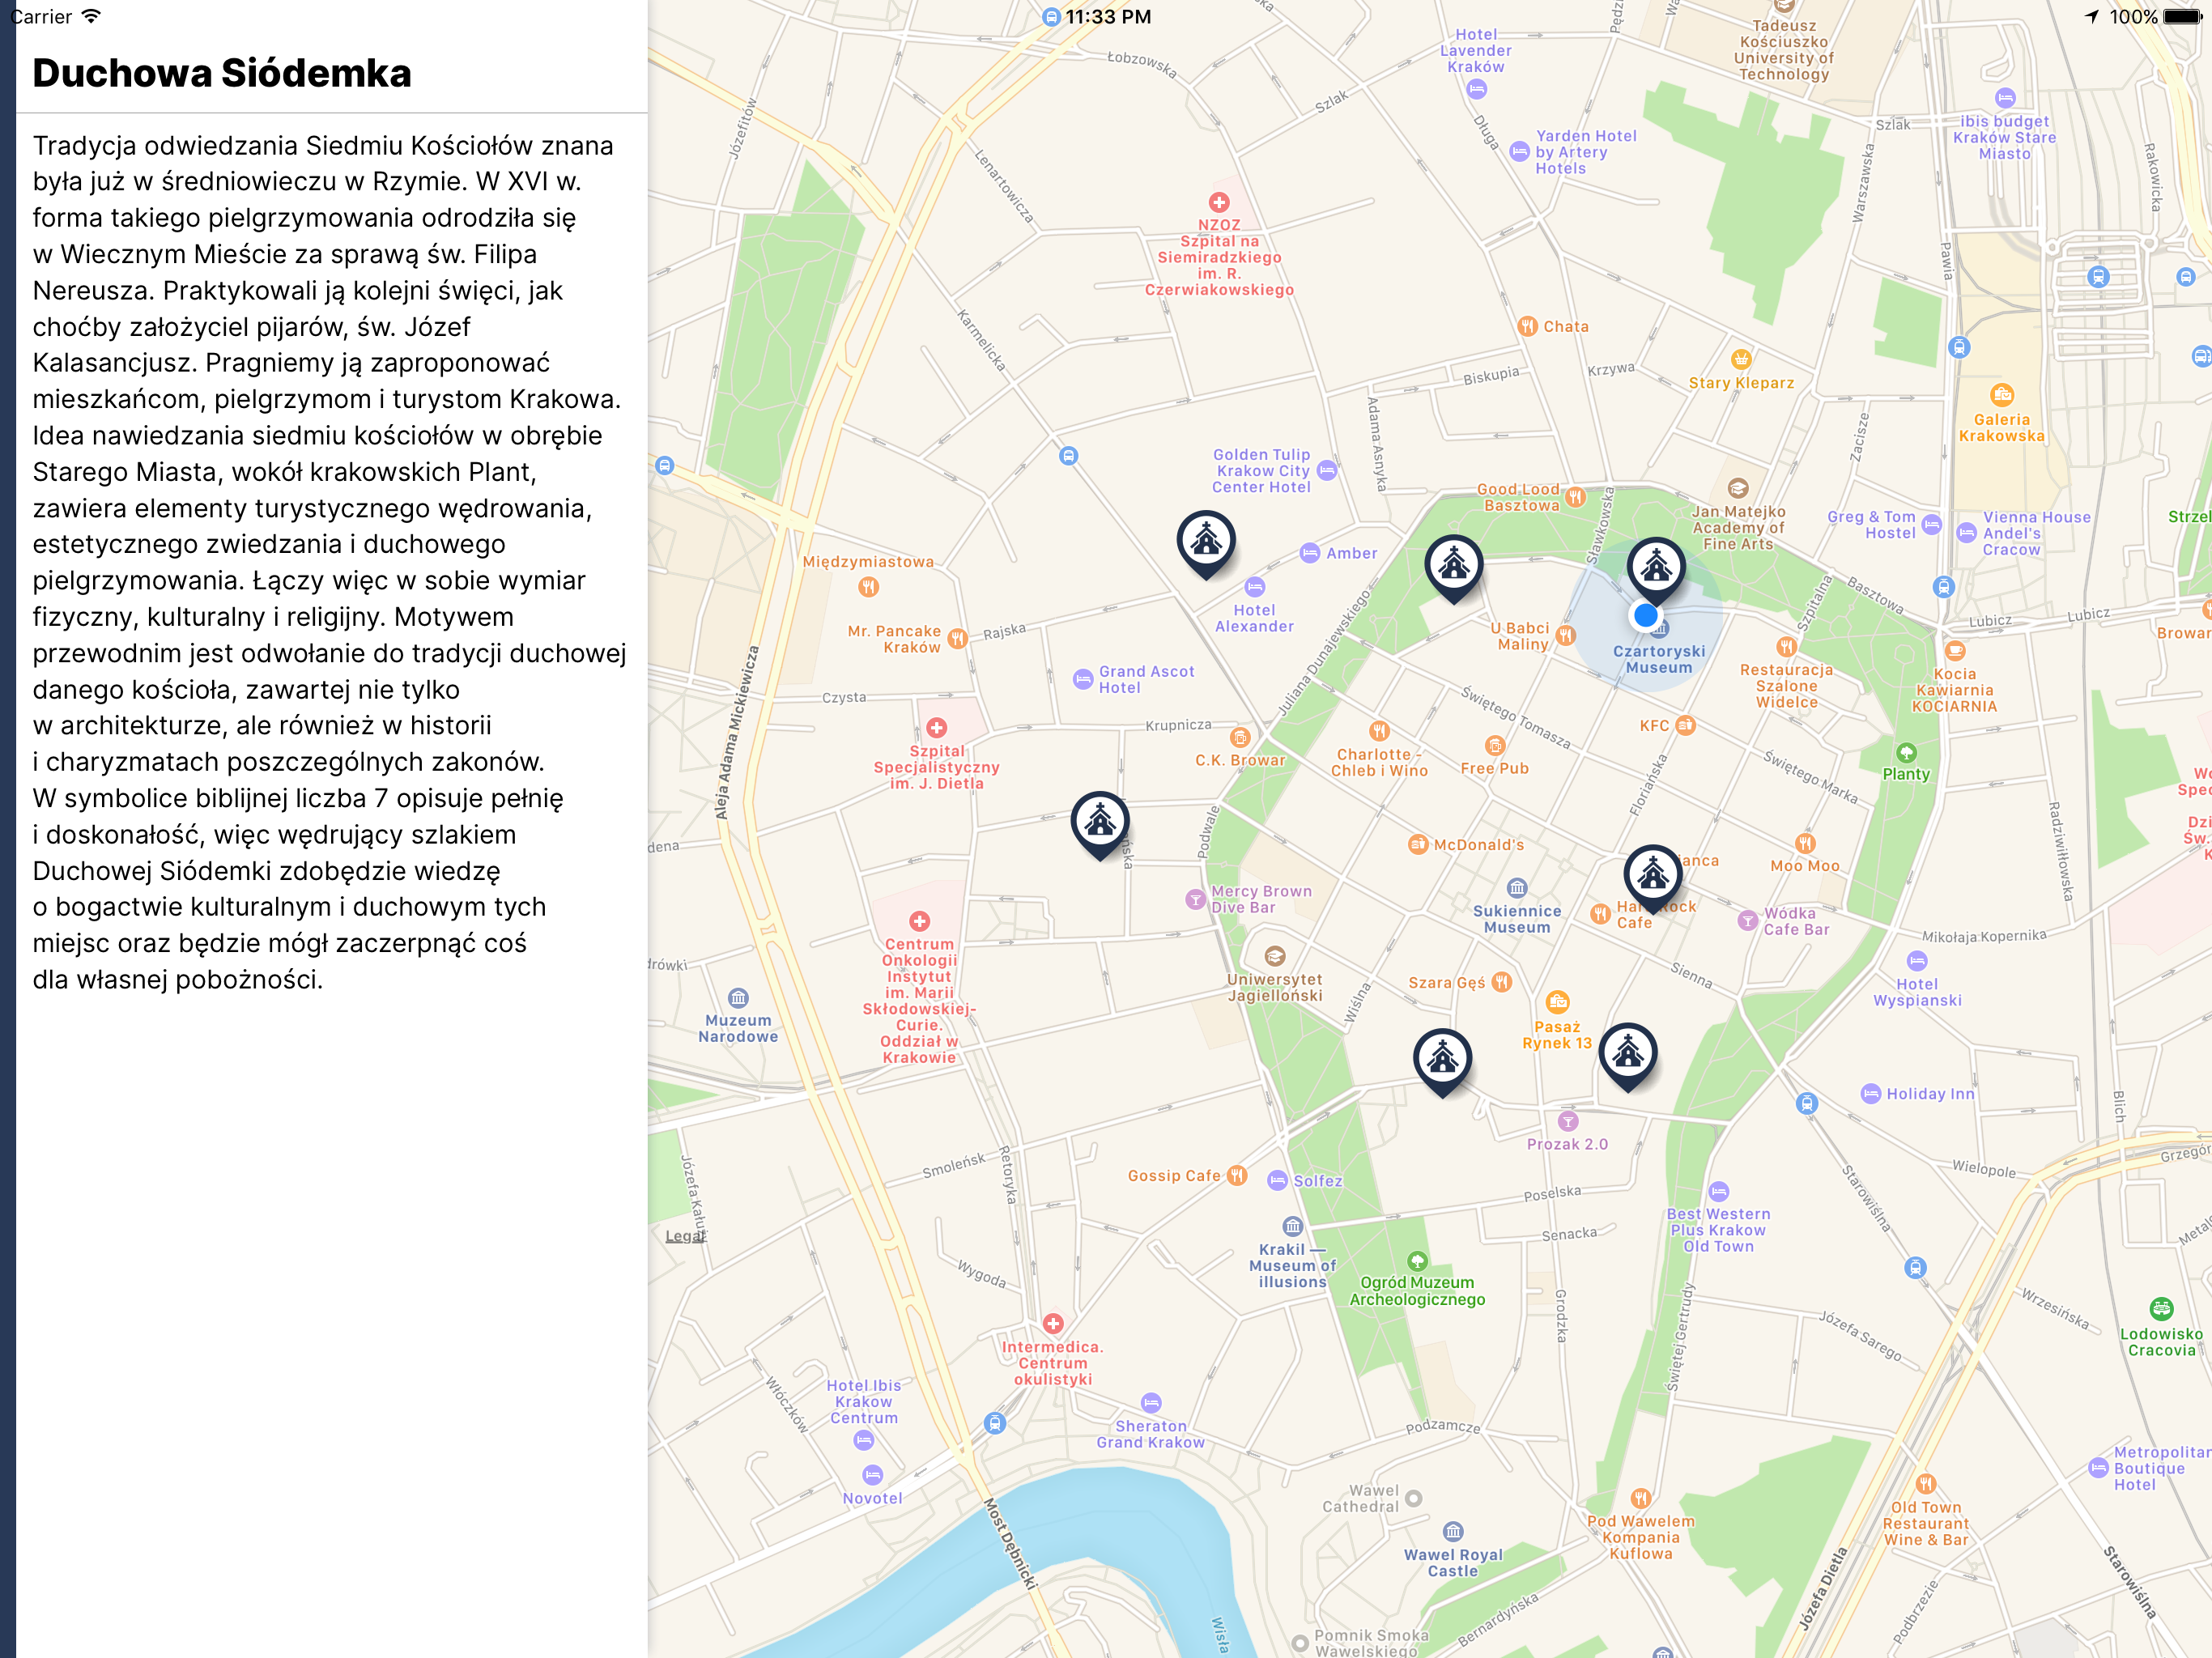 Carrier
11:33 PM
100%
Duchowa Siódemka
Tradycja odwiedzania Siedmiu Kościołów znana
była już w średniowieczu w Rzymie. W XVI w.
forma takiego pielgrzymowania odrodziła się
w Wiecznym Mieście za sprawą św. Filipa
Nereusza. Praktykowali ją kolejni święci, jak
choćby założyciel pijarów, św. Józef
Kalasancjusz. Pragniemy ją zaproponować
mieszkańcom, pielgrzymom i turystom Krakowa.
Idea nawiedzania siedmiu kościołów w obrębie
Starego Miasta, wokół krakowskich Plant,
zawiera elementy turystycznego wędrowania,
estetycznego zwiedzania i duchowego
pielgrzymowania. Łączy więc w sobie wymiar
fizyczny, kulturalny i religijny. Motywem
przewodnim jest odwołanie do tradycji duchowej
danego kościoła, zawartej nie tylko
w architekturze, ale również w historii
i charyzmatach poszczególnych zakonów.
W symbolice biblijnej liczba 7 opisuje pełnię
i doskonałość, więc wędrujący szlakiem
Duchowej Siódemki zdobędzie wiedzę
o bogactwie kulturalnym i duchowym tych
miejsc oraz będzie mógł zaczerpnąć coś
dla własnej pobożności.
Łobzowska
Hotel
Lavender
Kraków
Tadeusz
Kościuszko
University of
Technology
Józefitów
Szlak
Długa
Yarden Hotel
by Artery
Hotels
Szlak
ibis budget
Kraków Stare
Miasto
Warszawska
Rakowicka
Lenartowicza
NZOZ
Szpital na
Siemiradzkiego
im. R.
Czerwiakowskiego
Pawia
Karmelicka
Chata
Biskupia
Krzywa
Stary Kleparz
Galeria
Krakowska
Adama Asnyka
Zacisze
Golden Tulip
Krakow City
Center Hotel
Good Lood
Basztowa
Sławkowska
Jan Matejko
Academy of
Fine Arts
Greg & Tom
Hostel
Vienna House
Andel's
Cracow
Amber
Międzymiastowa
Hotel
Alexander
Szpitalna
Basztowa
Lubicz
Lubicz
Mr. Pancake
Kraków
Rajska
U Babci
Maliny
Czartoryski
Museum
Restauracja
Szalone
Widelce
Kocia
Kawiarnia
KOCIARNIA
Juliana Dunajewskiego
Grand Ascot
Hotel
Aleja Adama Mickiewicza
Czysta
Krupnicza
Świętego Tomasza
KFC
Szpital
Specjalistyczny
im. J. Dietla
C.K. Browar
Charlotte -
Chleb i Wino
Free Pub
Floriańska
Świętego Marka
Planty
Podwale
McDonald's
Moo Moo
Radziwiłłowska
Mercy Brown
Dive Bar
Sukiennice
Museum
Cafe
Wódka
Cafe Bar
Mikołaja Kopernika
Centrum
Onkologii
Instytut
im. Marii
Skłodowskiej-
Curie.
Oddział w
Krakowie
Uniwersytet
Jagielloński
Wiślna
Szara Gęś
Sienna
Hotel
Wyspianski
Muzeum
Narodowe
Pasaż
Rynek 13
Holiday Inn
Blich
Prozak 2.0
Smoleńsk
Retoryka
Gossip Cafe
Solfez
Poselska
Wielopole
Starowiślna
Best Western
Plus Krakow
Old Town
Senacka
Legal
Krakil —
Museum of
illusions
Wygoda
Ogród Muzeum
Archeologicznego
Grodzka
Świętej Gertrudy
Józefa Sarego
Wrzesińska
Lodowisko
Cracovia
Intermedica.
Centrum
okulistyki
Włóczków
Hotel Ibis
Krakow
Centrum
Sheraton
Grand Krakow
Podzamcze
Novotel
Most Dębnicki
Wawel
Cathedral
Wawel Royal
Castle
Pod Wawelem
Kompania
Kuflowa
Old Town
Restaurant
Wine & Bar
Boutique
Hotel
Starowiślna
Józefa Dietla
Podbrzezie
Bernardyńska
Wisła
Pomnik Smoka
Wawelskiego